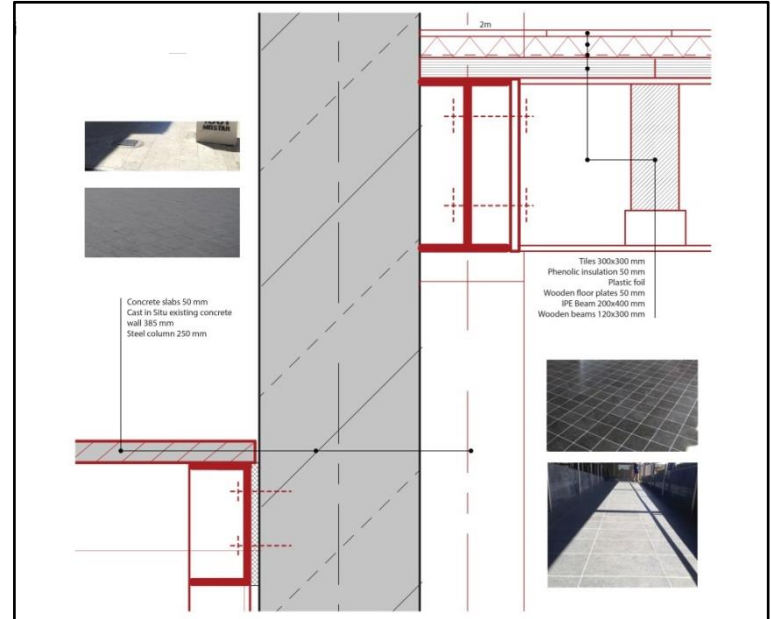 2m
MOSTAR
Concrete slabs 50 mm
Cast in Situ existing concrete
wall 385 mm
Steel column 250 mm
Tiles 300x300 mm
Phenolic insulation 50 mm
Plastic foil
Wooden floor plates 50 mm
IPE Beam 200x400 mm
Wooden beams 120x300 mm